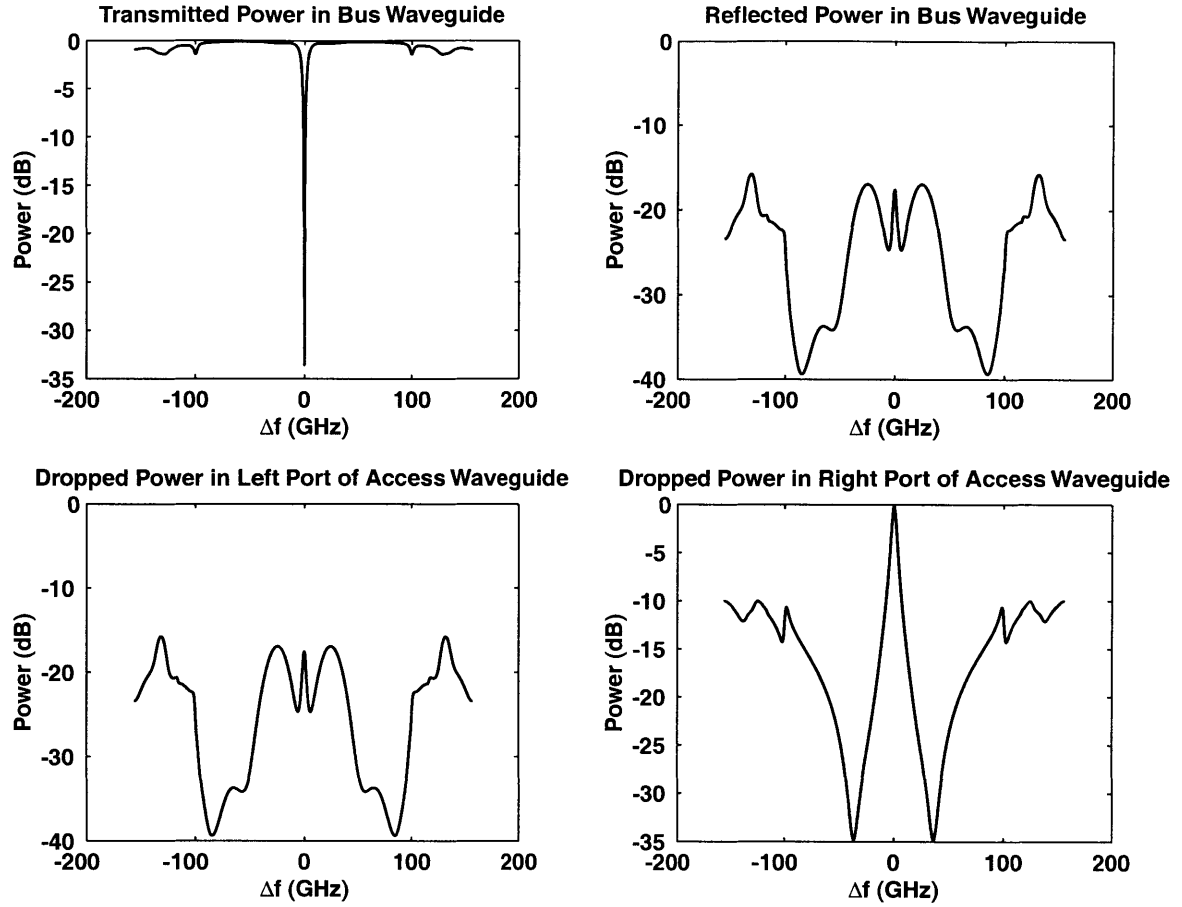 Transmitted Power in Bus Waveguide
0
-5
-10
-15
-20
-25
-30
-35
Power (dB)
-200 -100 0 100 200
Δf (GHz)
Reflected Power in Bus Waveguide
0
-10
-20
-30
-40
Power (dB)
-200 -100 0 100 200
Δf (GHz)
Dropped Power in Left Port of Access Waveguide
0
-10
-20
-30
-40
Power (dB)
-200 -100 0 100 200
Δf (GHz)
Dropped Power in Right Port of Access Waveguide
0
-5
-10
-15
-20
-25
-30
-35
Power (dB)
-200 -100 0 100 200
Δf (GHz)